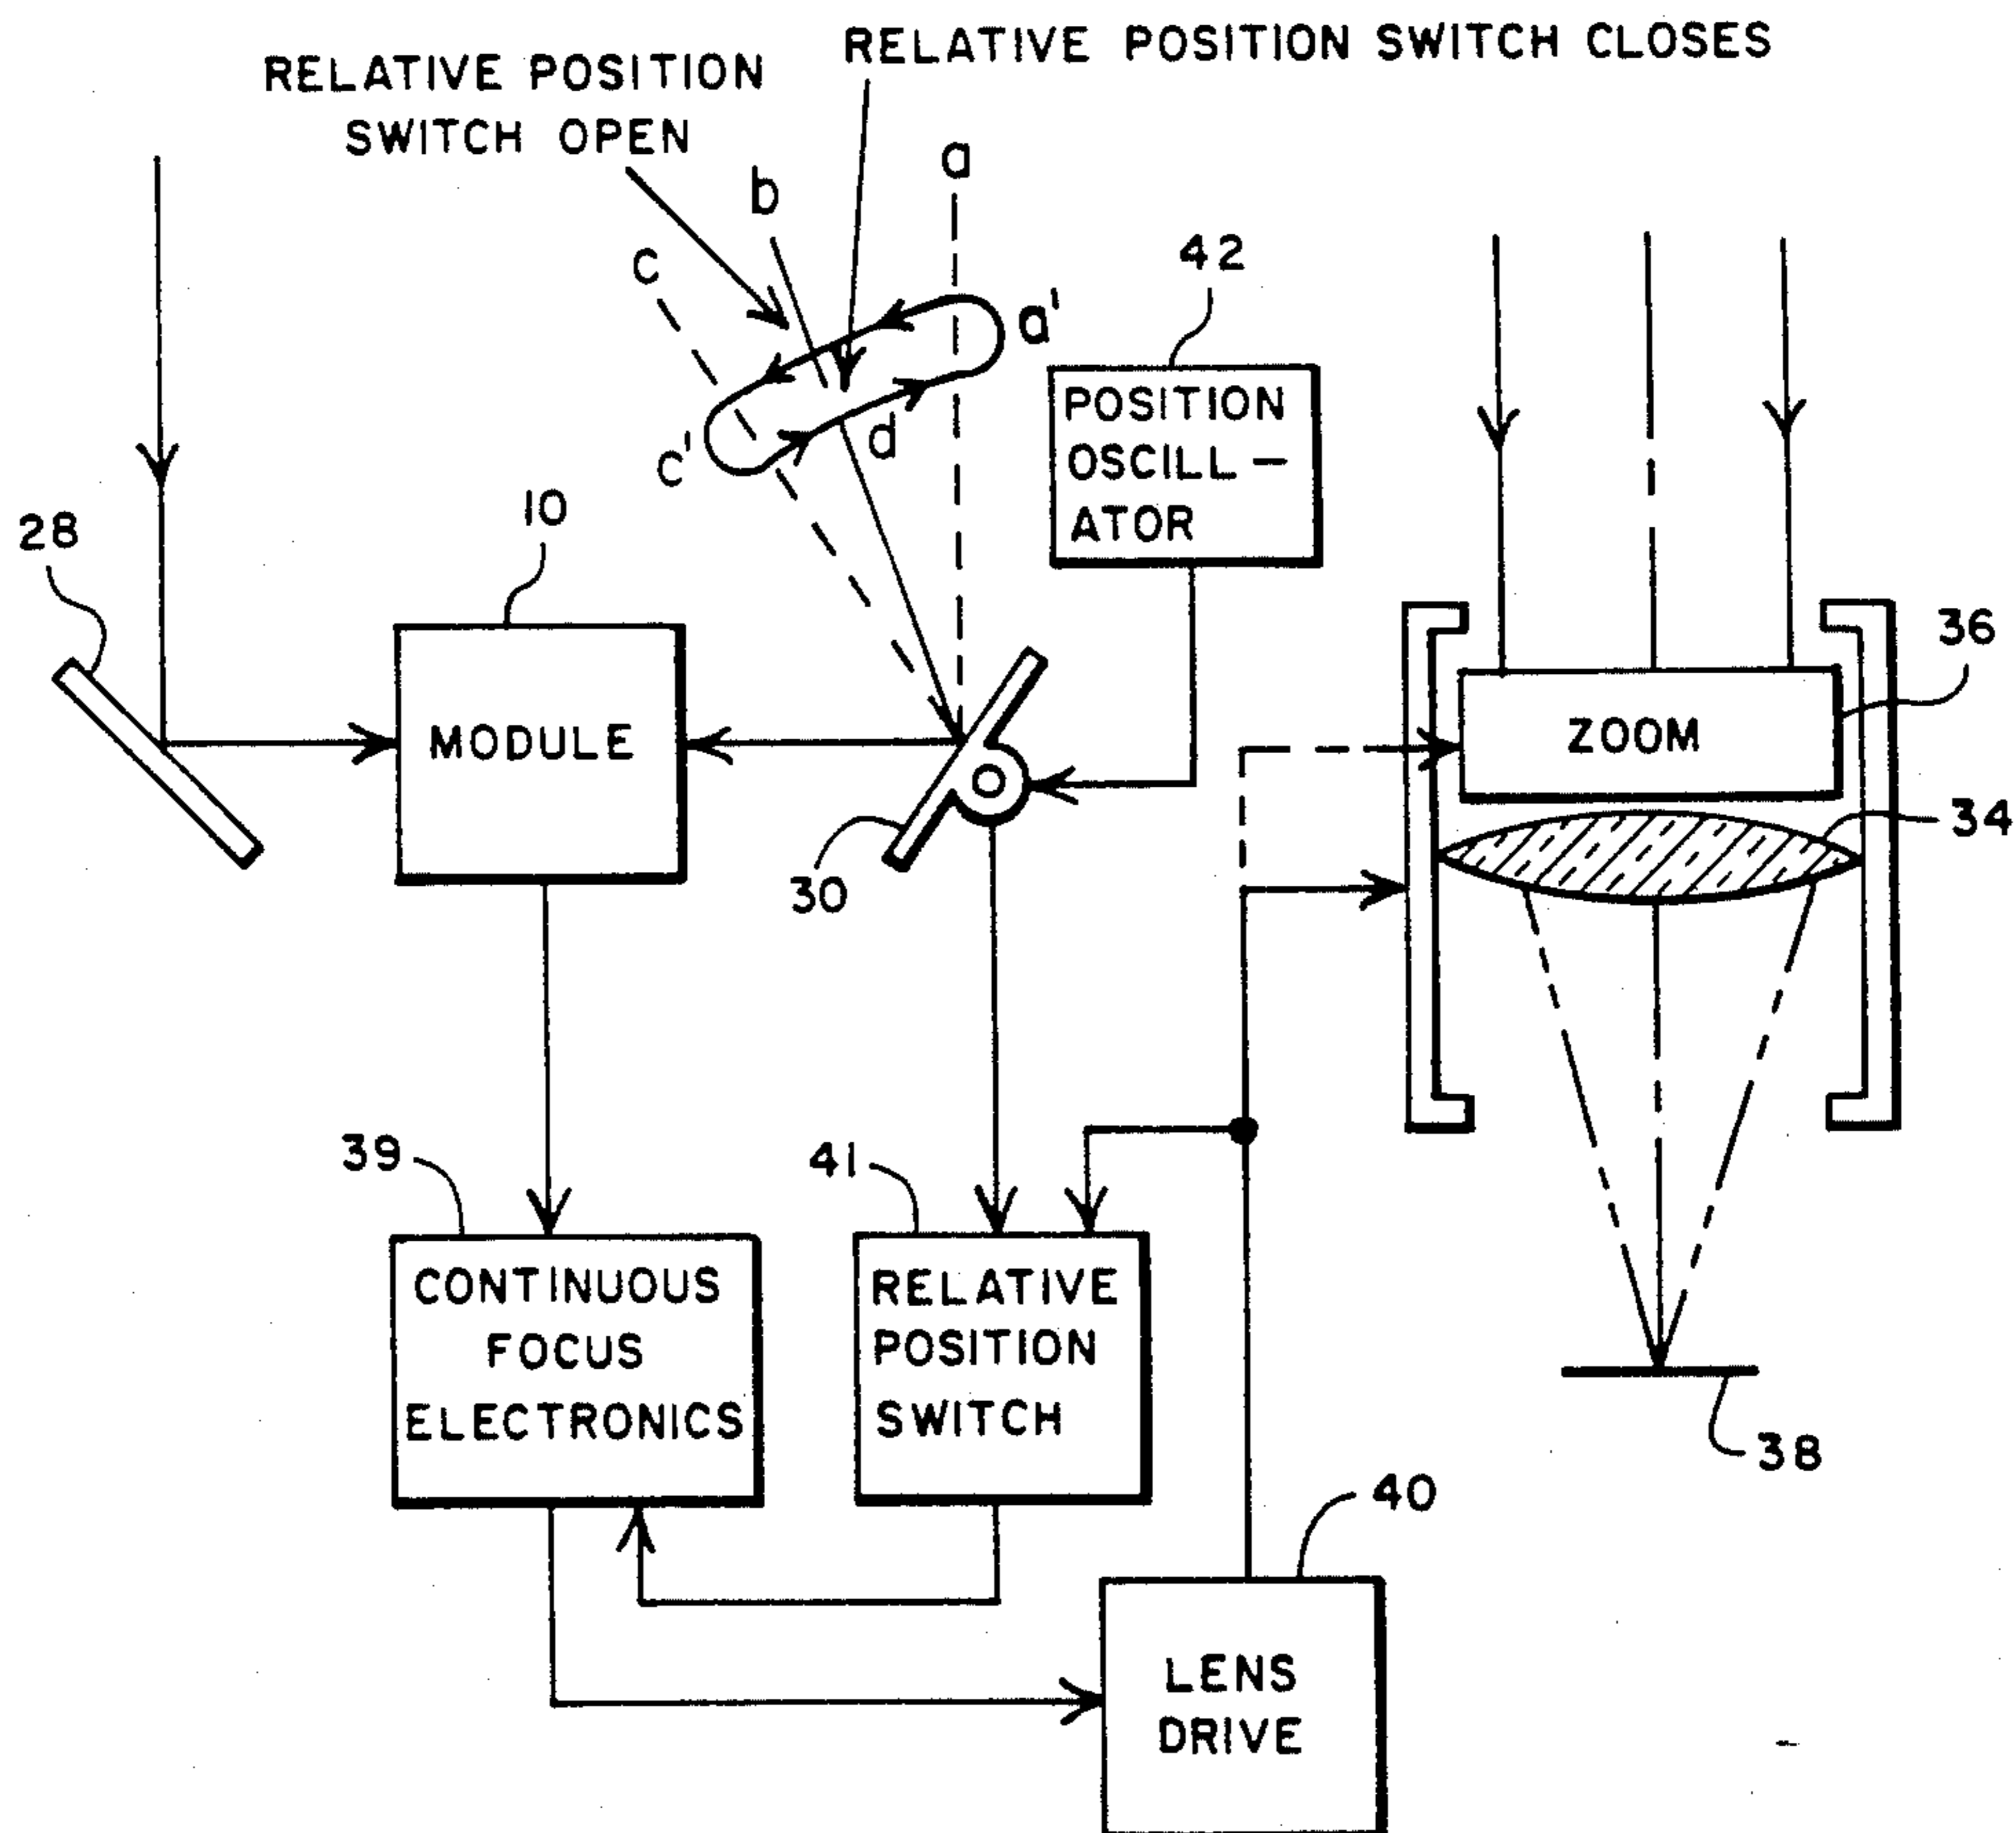 RELATIVE POSITION SWITCH CLOSES
RELATIVE POSITION
SWITCH OPEN
a
b
c
42
a'
POSITION
OSCILL-
ATOR
d
c'
10
28
36
MODULE
ZOOM
34
30
39
41
CONTINUOUS
FOCUS
ELECTRONICS
RELATIVE
POSITION
SWITCH
38
40
LENS
DRIVE